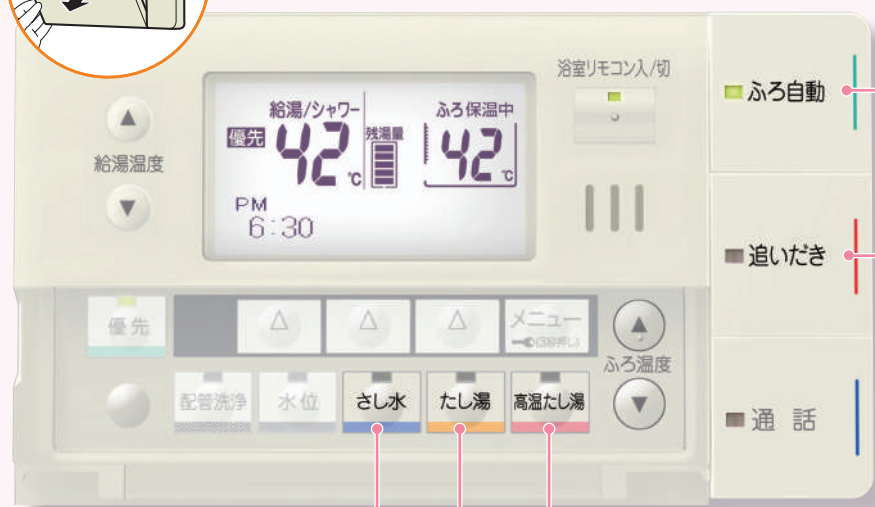 浴室リモコン入/切
ふろ自動
給湯/シャワー
ふろ保温中
優先
42℃
残湯量
42℃
給湯温度
PM
6:30
追いだき
優先
メニュー
(3秒押し)
ふろ温度
配管洗浄
水位
さし水
たし湯
高温たし湯
通話